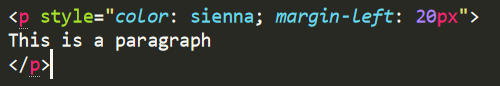 <p style="color: sienna; margin-left: 20px">
This is a paragraph
</p>